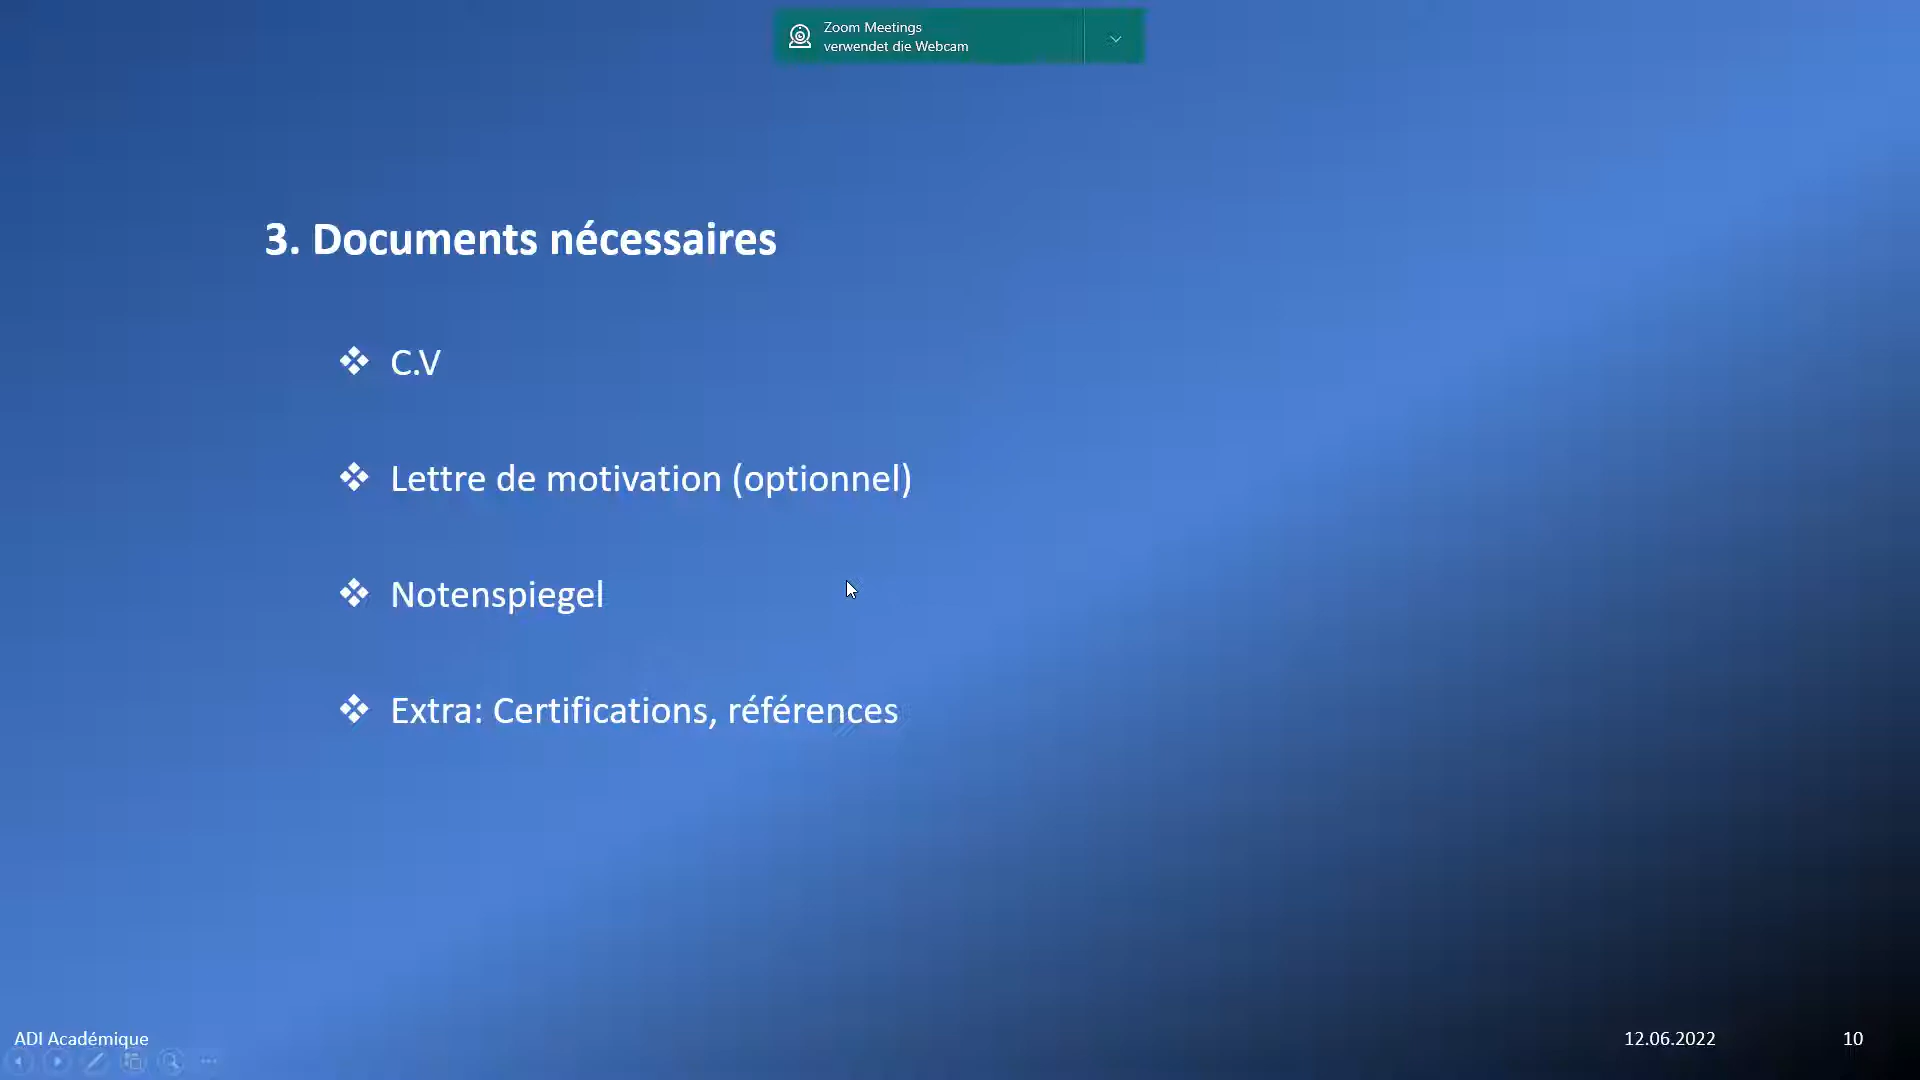 Zoom Meetings
verwendet die Webcam
3. Documents nécessaires
C.V
Lettre de motivation (optionnel)
Notenspiegel
Extra: Certifications, références
ADI Académique
12.06.2022
10